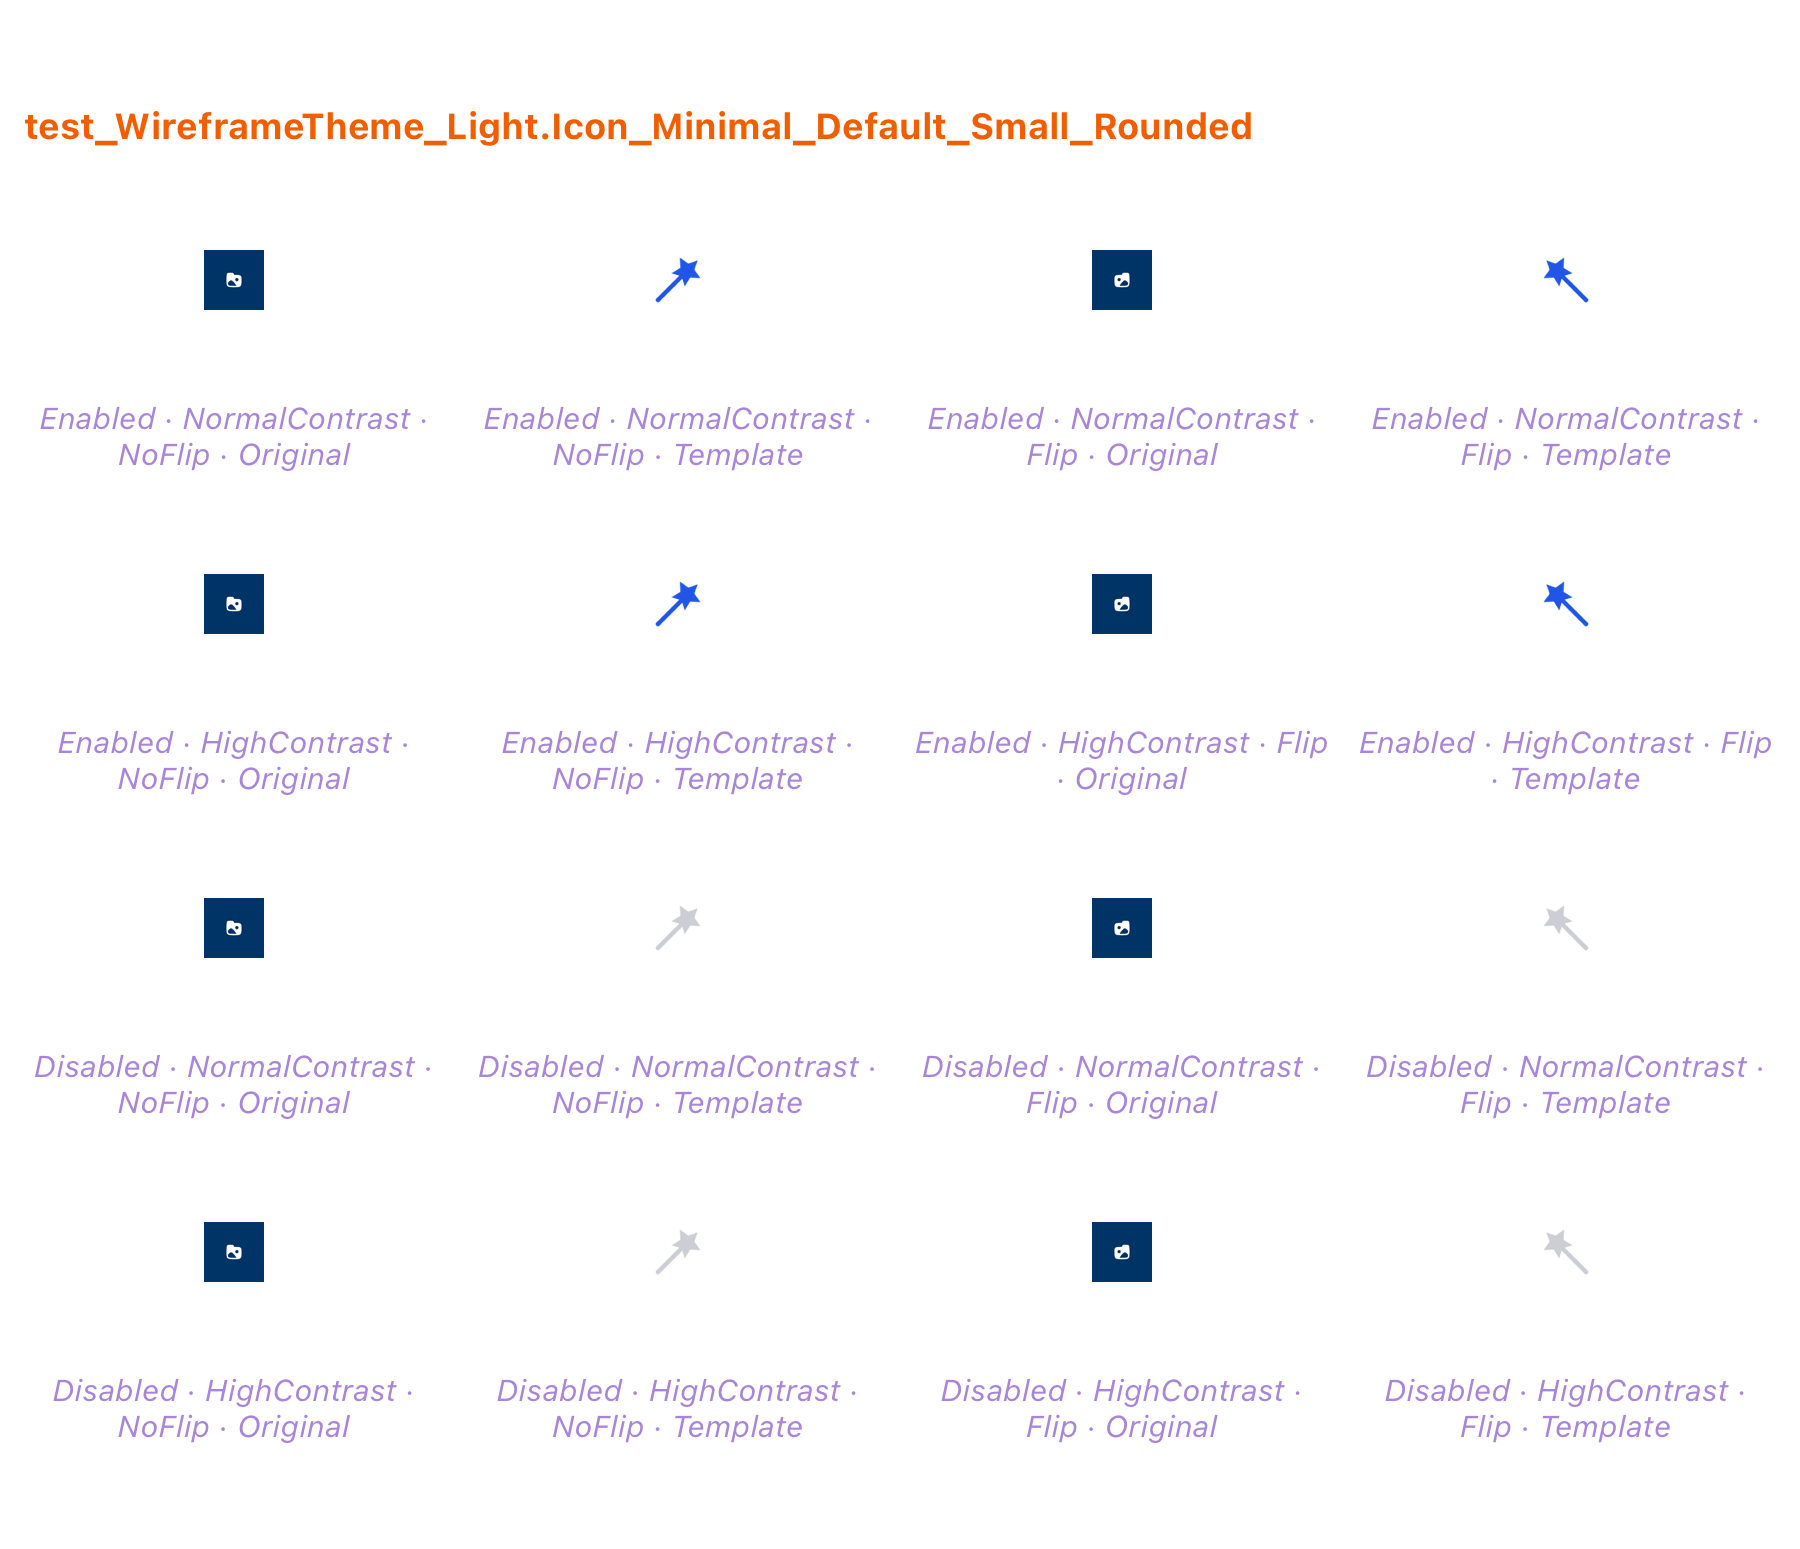 test_WireframeTheme_Light.Icon_Minimal_Default_Small_Rounded
Enabled · NormalContrast ·
NoFlip · Original
Enabled · NormalContrast ·
NoFlip · Template
Enabled · NormalContrast ·
Flip · Original
Enabled · NormalContrast ·
Flip · Template
Enabled · HighContrast ·
NoFlip · Original
Enabled · HighContrast ·
NoFlip · Template
Enabled · HighContrast · Flip
· Original
Enabled · HighContrast · Flip
· Template
Disabled · NormalContrast ·
NoFlip · Original
Disabled · NormalContrast ·
NoFlip · Template
Disabled · NormalContrast ·
Flip · Original
Disabled · NormalContrast ·
Flip · Template
Disabled · HighContrast ·
NoFlip · Original
Disabled · HighContrast ·
NoFlip · Template
Disabled · HighContrast ·
Flip · Original
Disabled · HighContrast ·
Flip · Template